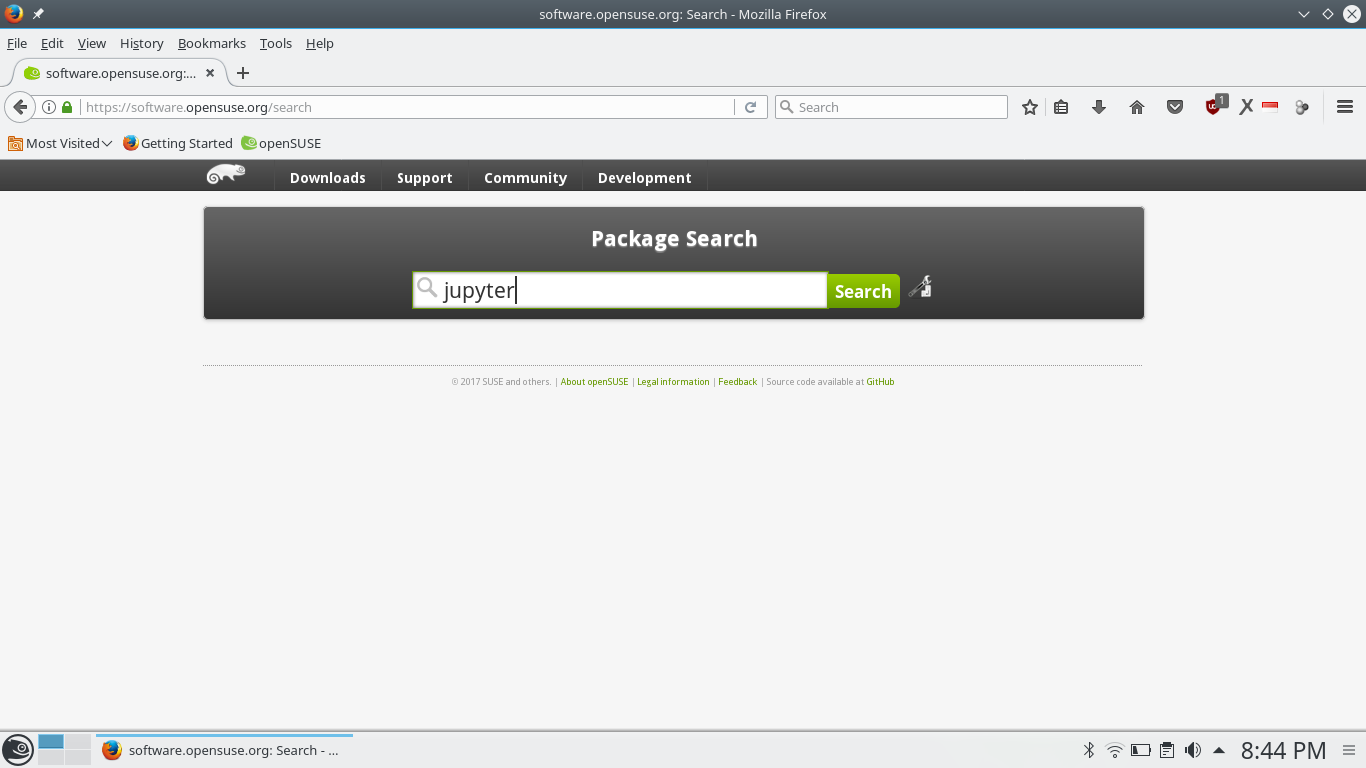 software.opensuse.org: Search - Mozilla Firefox
File Edit View History Bookmarks Tools Help
software.opensuse.org:...
https://software.opensuse.org/search
Search
1
Most Visited Getting Started openSUSE
Downloads Support Community Development
Package Search
jupyter Search
© 2017 SUSE and others. | About openSUSE | Legal information | Feedback | Source code available at GitHub
software.opensuse.org: Search - ...
8:44 PM